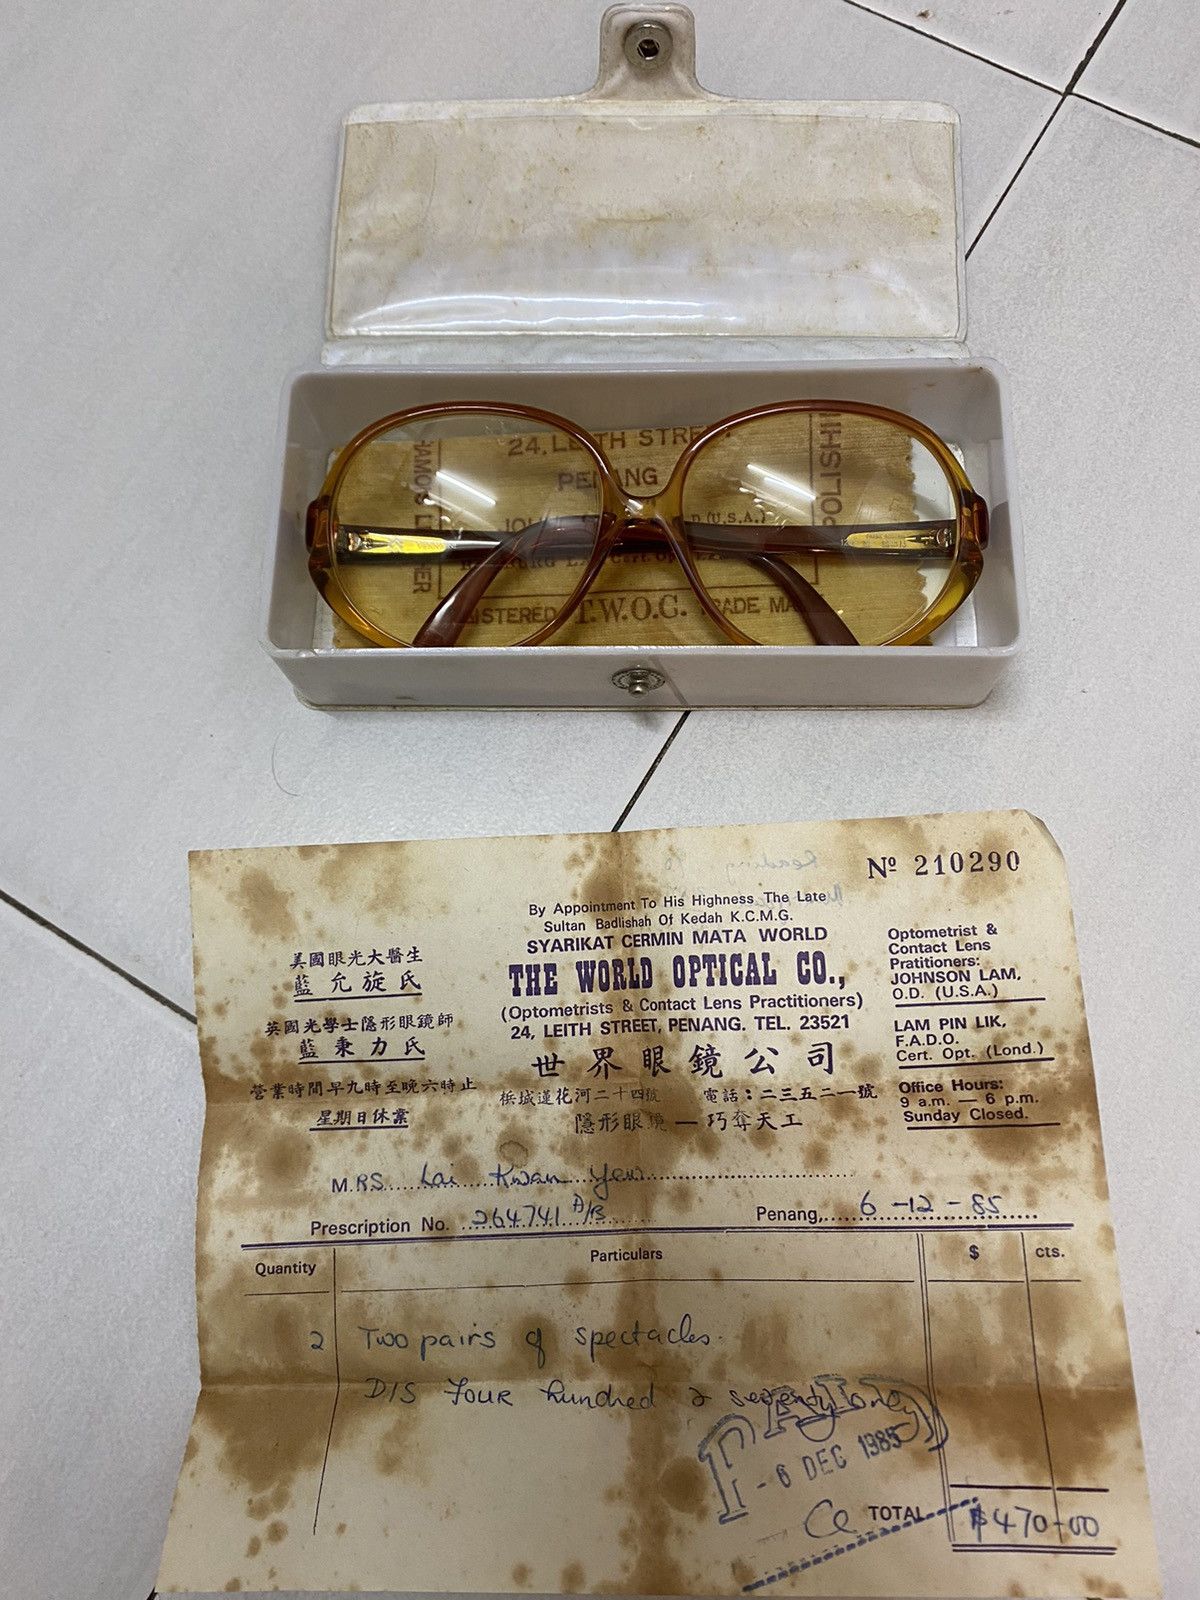 24, LEITH STREET,
PENANG
(U.S.A.)
Cert. Op
T.W.O.C. TRADE MA
POLISHI
Nº 210290
By Appointment To His Highness The Late
Sultan Badlishah Of Kedah K.C.M.G.
SYARIKAT CERMIN MATA WORLD
THE WORLD OPTICAL CO.,
(Optometrists & Contact Lens Practitioners)
24, LEITH STREET, PENANG. TEL. 23521
世界眼鏡公司
檳城蓮花河二十四號 電話:二三五二一號
隱形眼鏡—巧奪天工
美國眼光大醫生
藍允旋氏
英國光學士隱形眼鏡師
藍秉力氏
營業時間早九時至晚六時止
星期日休業
Optometrist &
Contact Lens
Pratitioners:
JOHNSON LAM,
O.D. (U.S.A.)
LAM PIN LIK,
F.A.D.O.
Cert. Opt. (Lond.)
Office Hours:
9 a.m. — 6 p.m.
Sunday Closed.
MRS Lai Kwan Yew
Prescription No. 264741 A/B Penang, 6-12-85
Quantity Particulars $ cts.
2 Two pairs of spectacles.
D/S Four hundred & seventy only
PAID
-6 DEC 1985
TOTAL $470-00